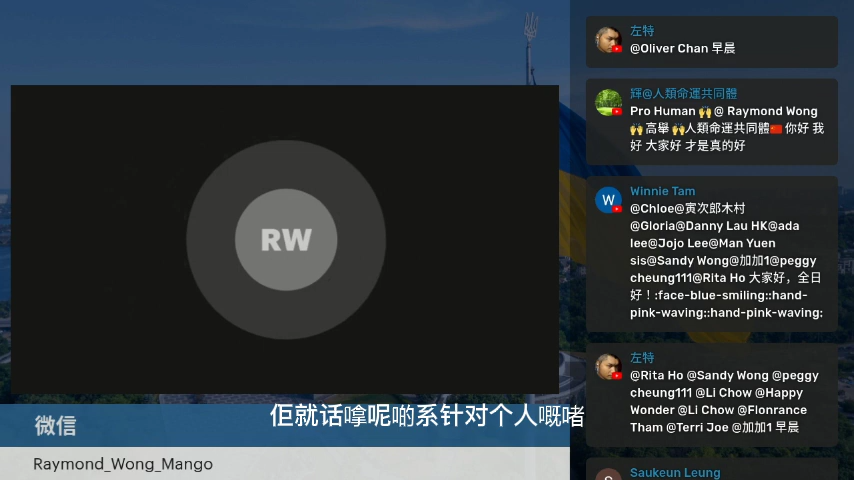 RW
佢就话嗱呢啲系针对个人嘅啫
微信
Raymond_Wong_Mango
左特
@Oliver Chan 早晨
輝@人類命運共同體
Pro Human 🙌 @ Raymond Wong
🙌 高舉 🙌人類命運共同體🇨🇳 你好 我
好 大家好 才是真的好
W
Winnie Tam
@Chloe@寅次郎木村
@Gloria@Danny Lau HK@ada
lee@Jojo Lee@Man Yuen
sis@Sandy Wong@加加1@peggy
cheung111@Rita Ho 大家好，全日
好！:face-blue-smiling::hand-
pink-waving::hand-pink-waving:
左特
@Rita Ho @Sandy Wong @peggy
cheung111 @Li Chow @Happy
Wonder @Li Chow @Flonrance
Tham @Terri Joe @加加1 早晨
S
Saukeun Leung